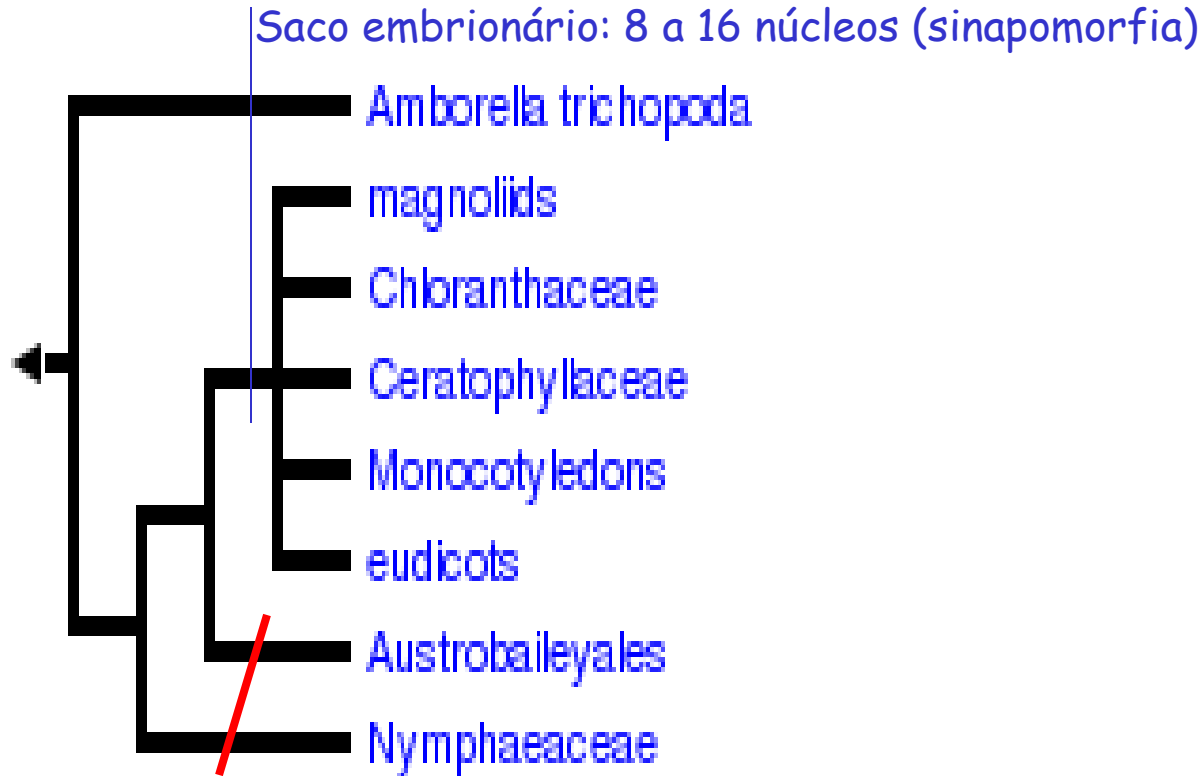 Saco embrionário: 8 a 16 núcleos (sinapomorfia)
Amborella trichopoda
magnoliids
Chloranthaceae
Ceratophyllaceae
Monocotyledons
eudicots
Austrobaileyales
Nymphaeaceae